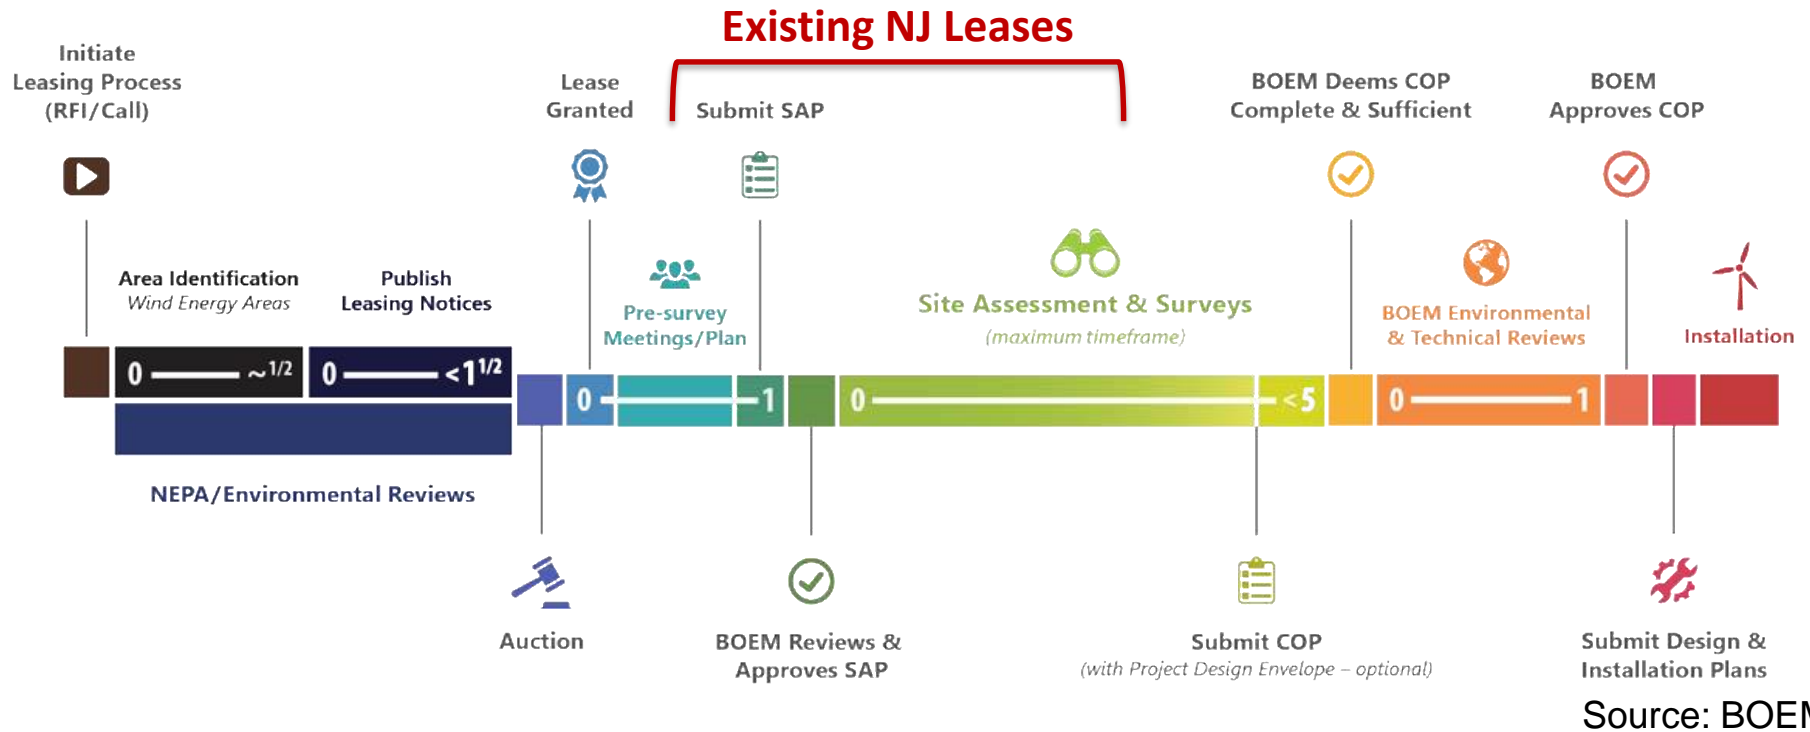 Existing NJ Leases
Initiate
Leasing Process
(RFI/Call)
Lease
Granted
Submit SAP
BOEM Deems COP
Complete & Sufficient
BOEM
Approves COP
Area Identification
Wind Energy Areas
Publish
Leasing Notices
Pre-survey
Meetings/Plan
Site Assessment & Surveys
(maximum timeframe)
BOEM Environmental
& Technical Reviews
Installation
0 ~1/2
0 <1 1/2
0 1
0 <5
0 1
NEPA/Environmental Reviews
Auction
BOEM Reviews &
Approves SAP
Submit COP
(with Project Design Envelope – optional)
Submit Design &
Installation Plans
Source: BOEM